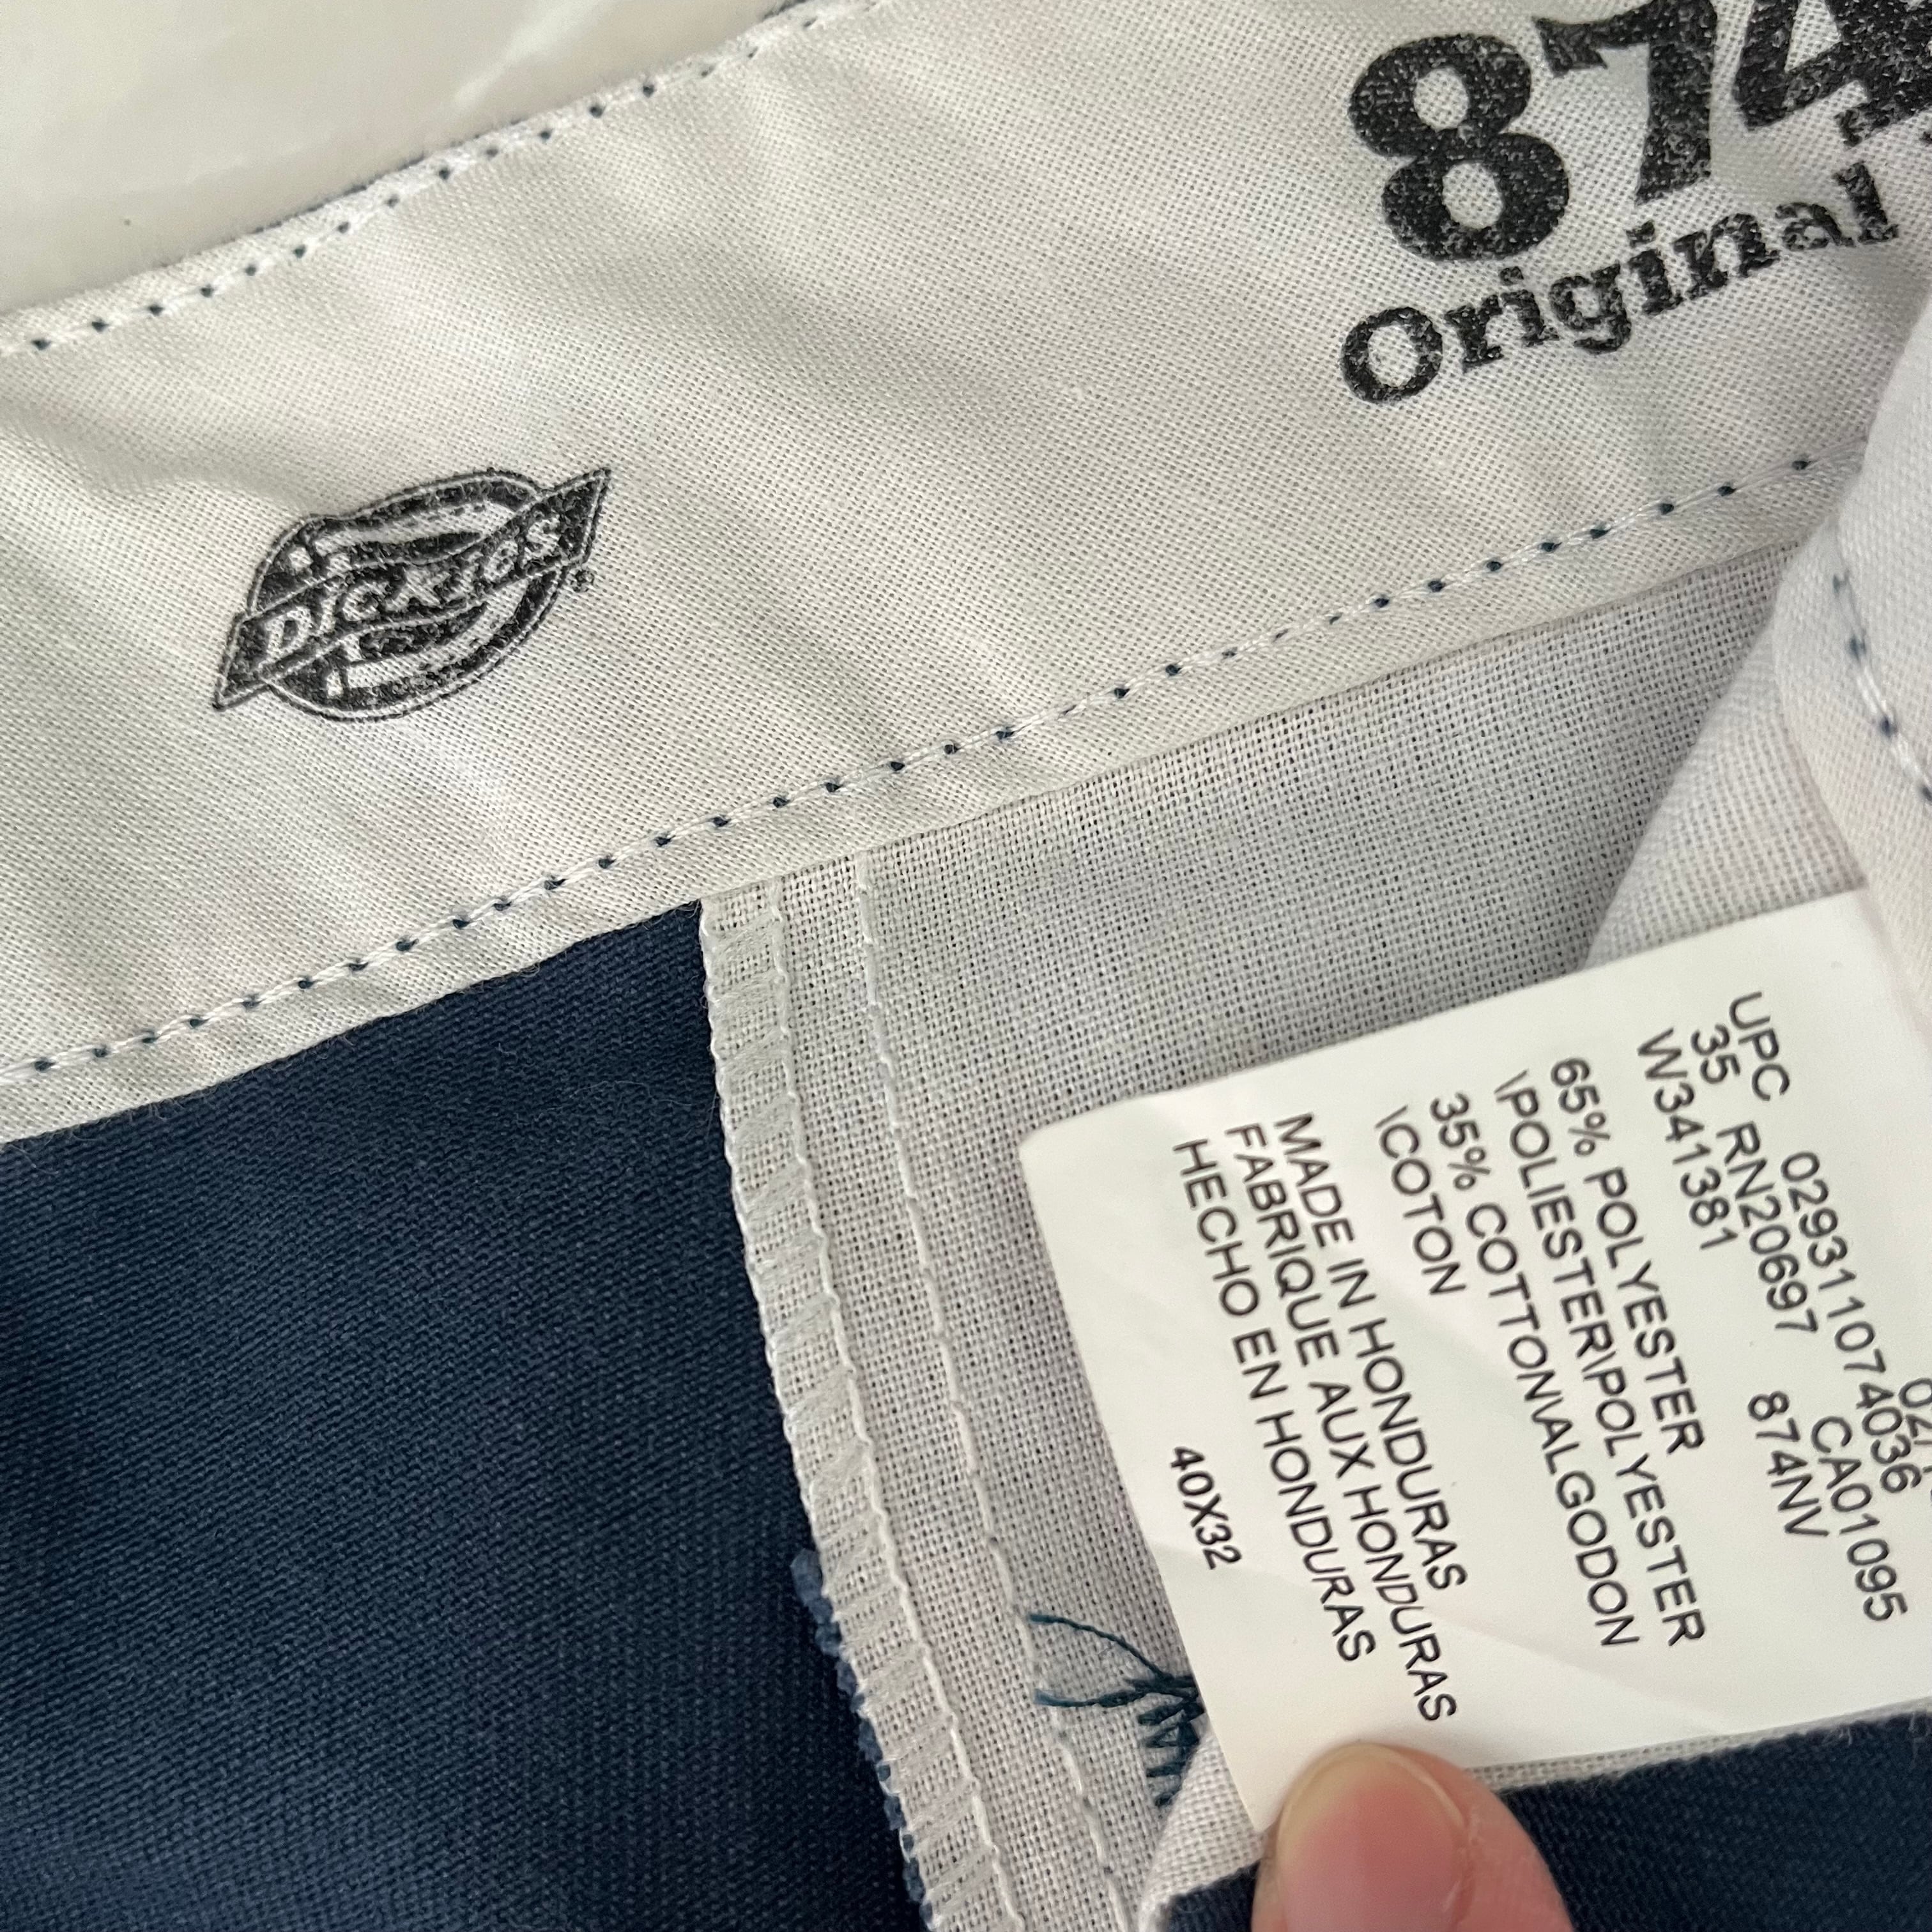 874
Original
DICKIES
UPC 029311074036
35 RN20697 CA01095
W341381 874NV
65% POLYESTER
\POLIESTER\POLYESTER
35% COTTON\ALGODON
\COTON
MADE IN HONDURAS
FABRIQUE AUX HONDURAS
HECHO EN HONDURAS
40X32